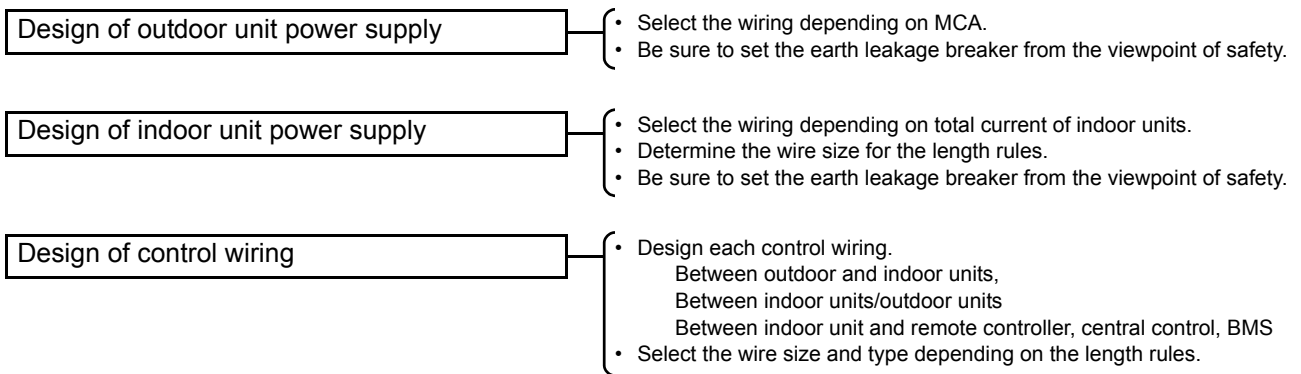 Design of outdoor unit power supply
• Select the wiring depending on MCA.
• Be sure to set the earth leakage breaker from the viewpoint of safety.
Design of indoor unit power supply
• Select the wiring depending on total current of indoor units.
• Determine the wire size for the length rules.
• Be sure to set the earth leakage breaker from the viewpoint of safety.
Design of control wiring
• Design each control wiring.
Between outdoor and indoor units,
Between indoor units/outdoor units
Between indoor unit and remote controller, central control, BMS
• Select the wire size and type depending on the length rules.